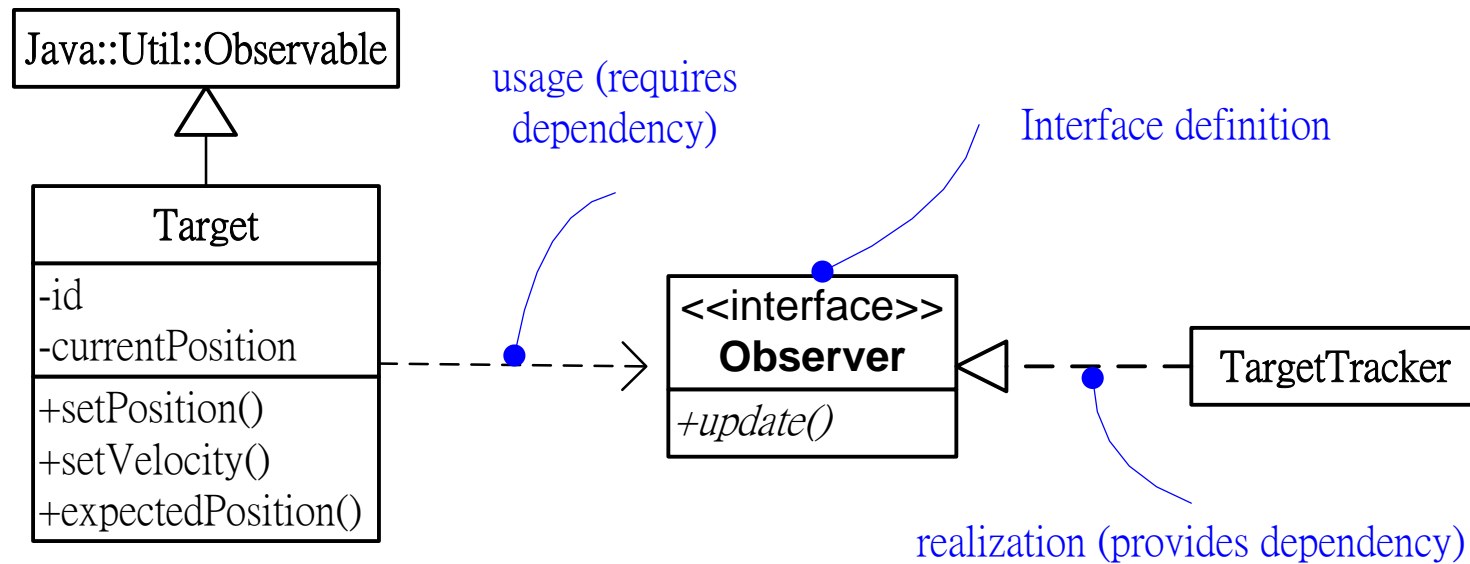 Java::Util::Observable
usage (requires
dependency)
Interface definition
Target
-id
-currentPosition
+setPosition()
+setVelocity()
+expectedPosition()
<<interface>>
Observer
+update()
TargetTracker
realization (provides dependency)